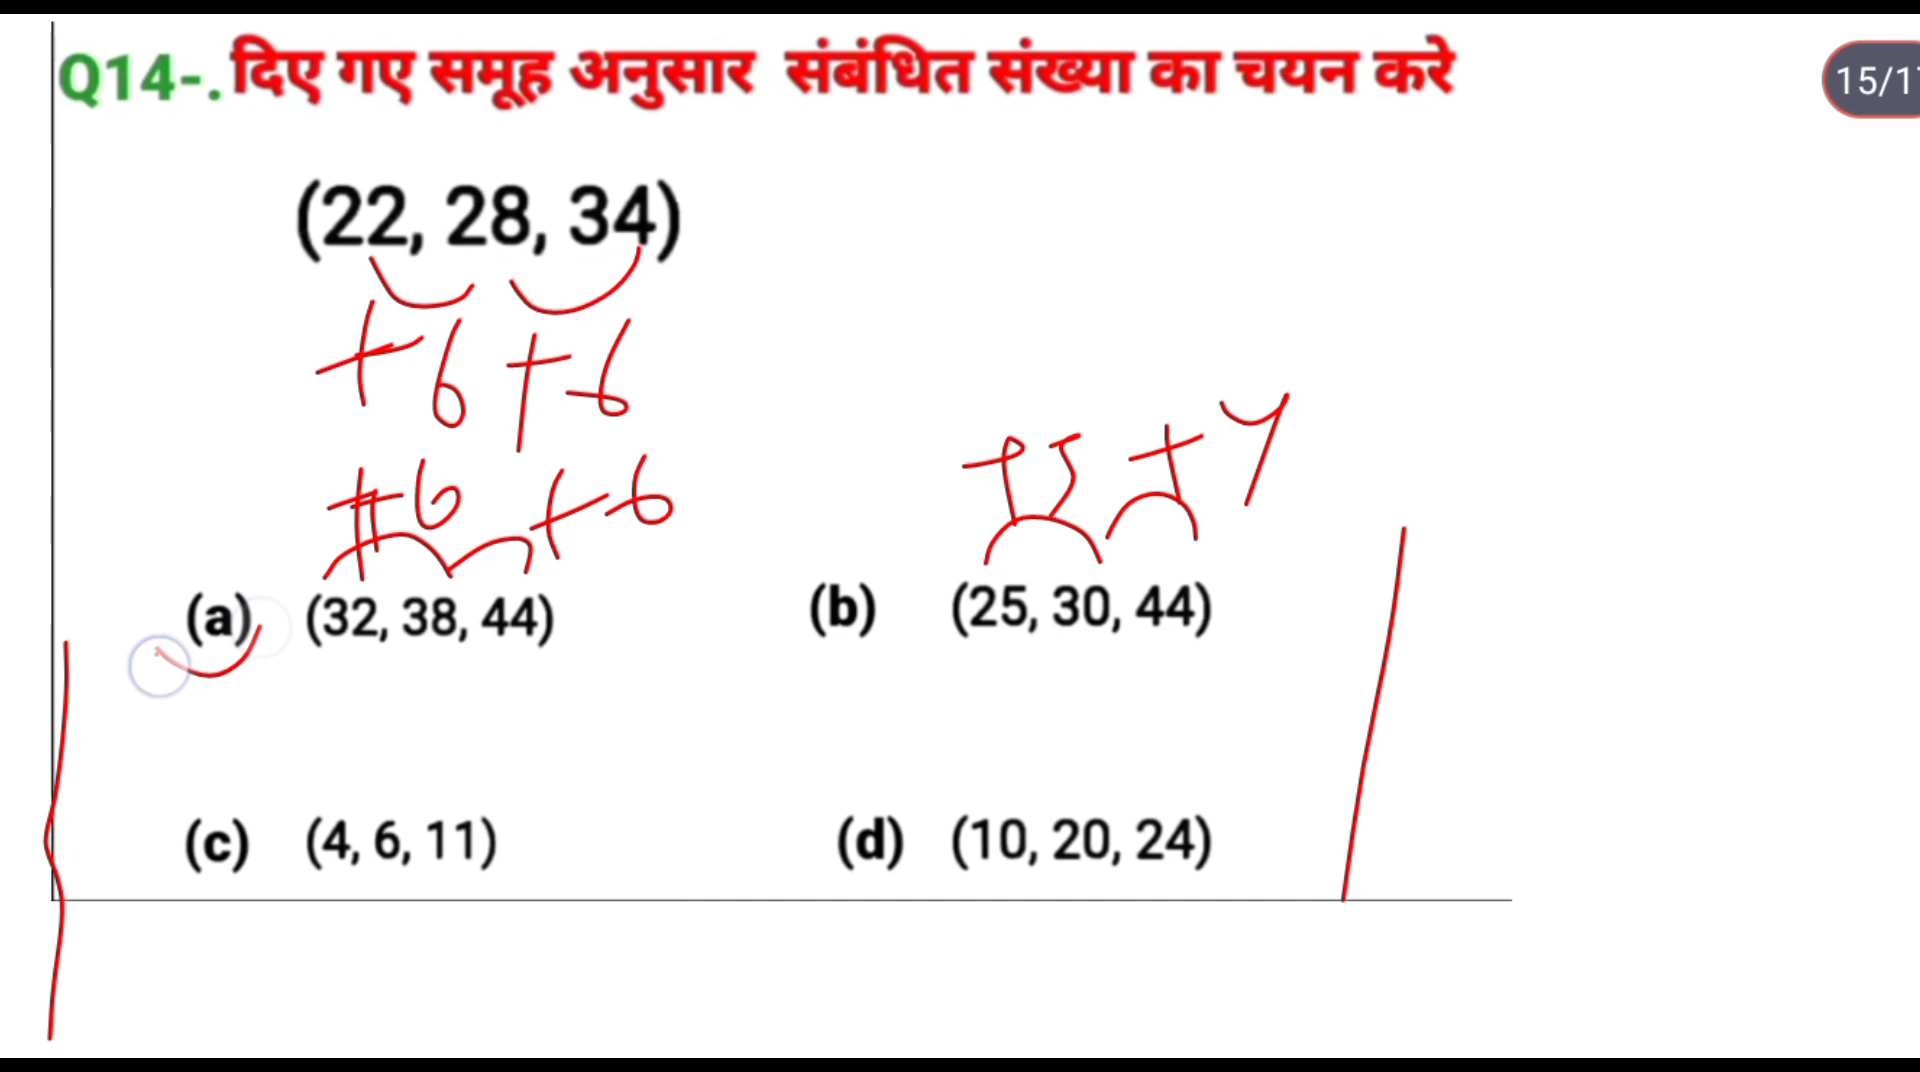 Q14-. दिए गए समूह अनुसार संबंधित संख्या का चयन करे
15/1
(22, 28, 34)
+6 +6
+6 +6
+5 +
(a) (32, 38, 44) (b) (25, 30, 44)
(c) (4, 6, 11) (d) (10, 20, 24)